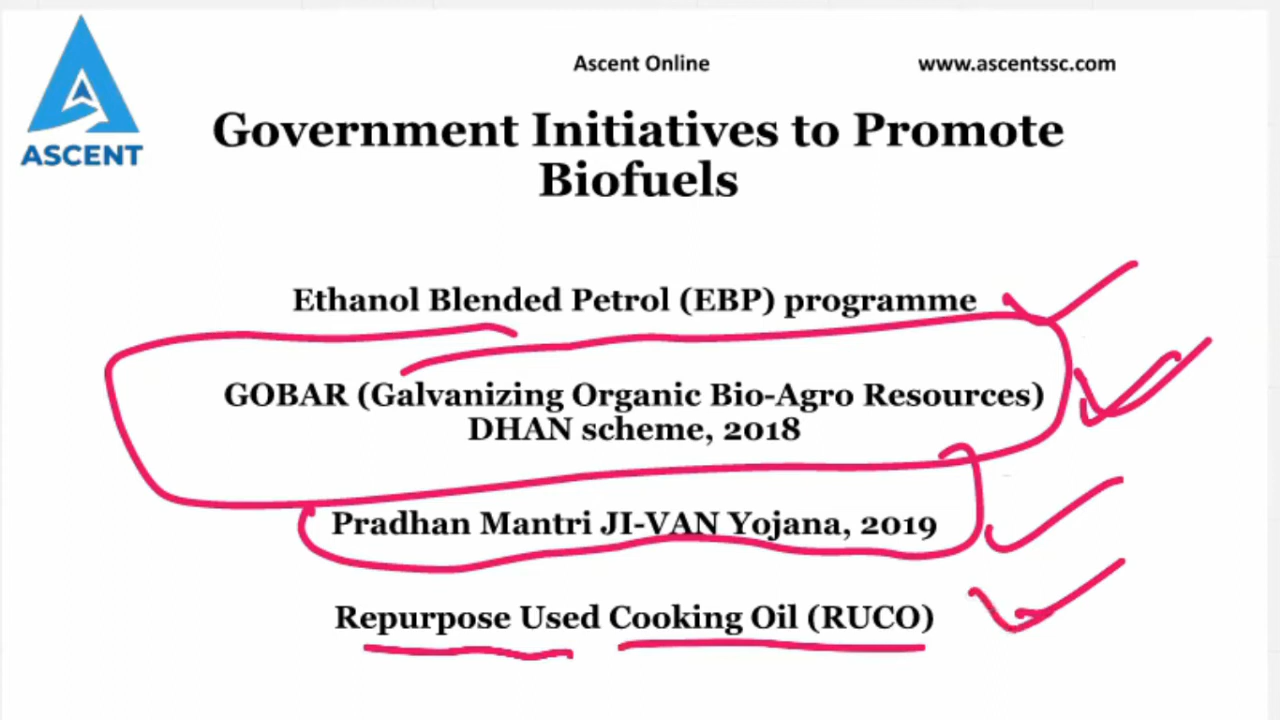 Ascent Online www.ascentssc.com
ASCENT
Government Initiatives to Promote
Biofuels
Ethanol Blended Petrol (EBP) programme
GOBAR (Galvanizing Organic Bio-Agro Resources)
DHAN scheme, 2018
Pradhan Mantri JI-VAN Yojana, 2019
Repurpose Used Cooking Oil (RUCO)